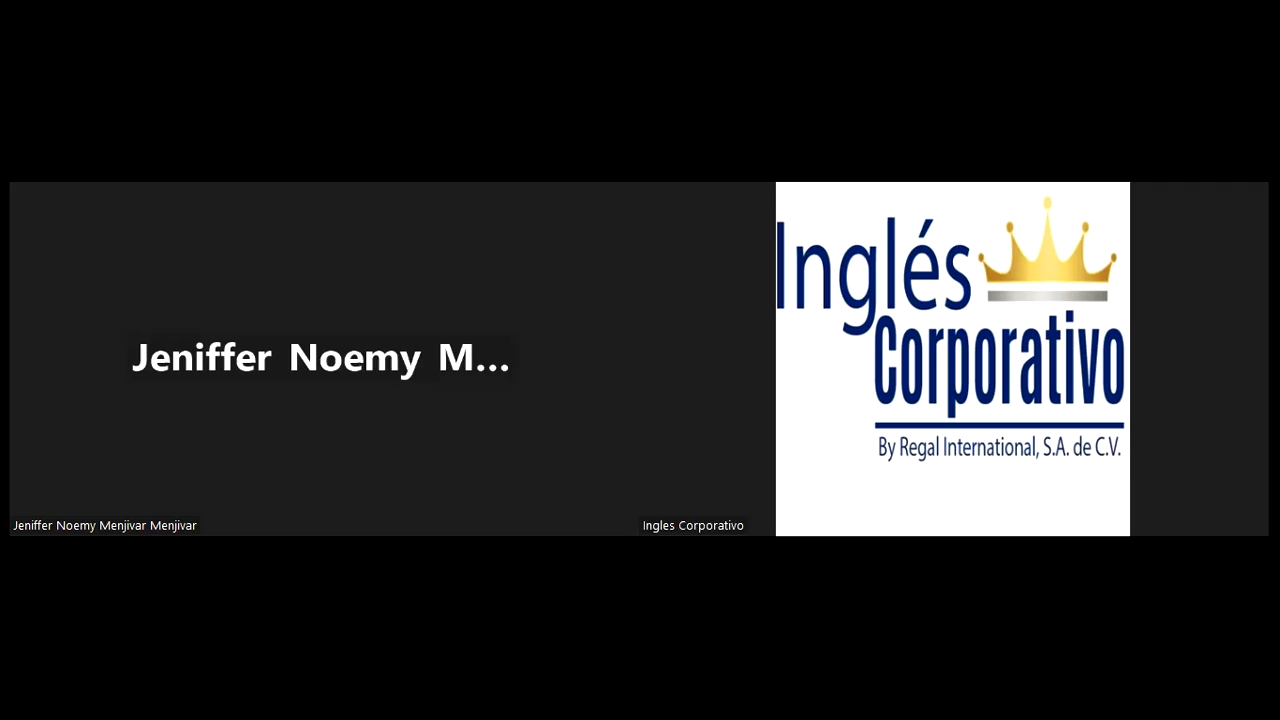 Jeniffer Noemy M...
Jeniffer Noemy Menjivar Menjivar
Inglés
Corporativo
By Regal International, S.A. de C.V.
Ingles Corporativo